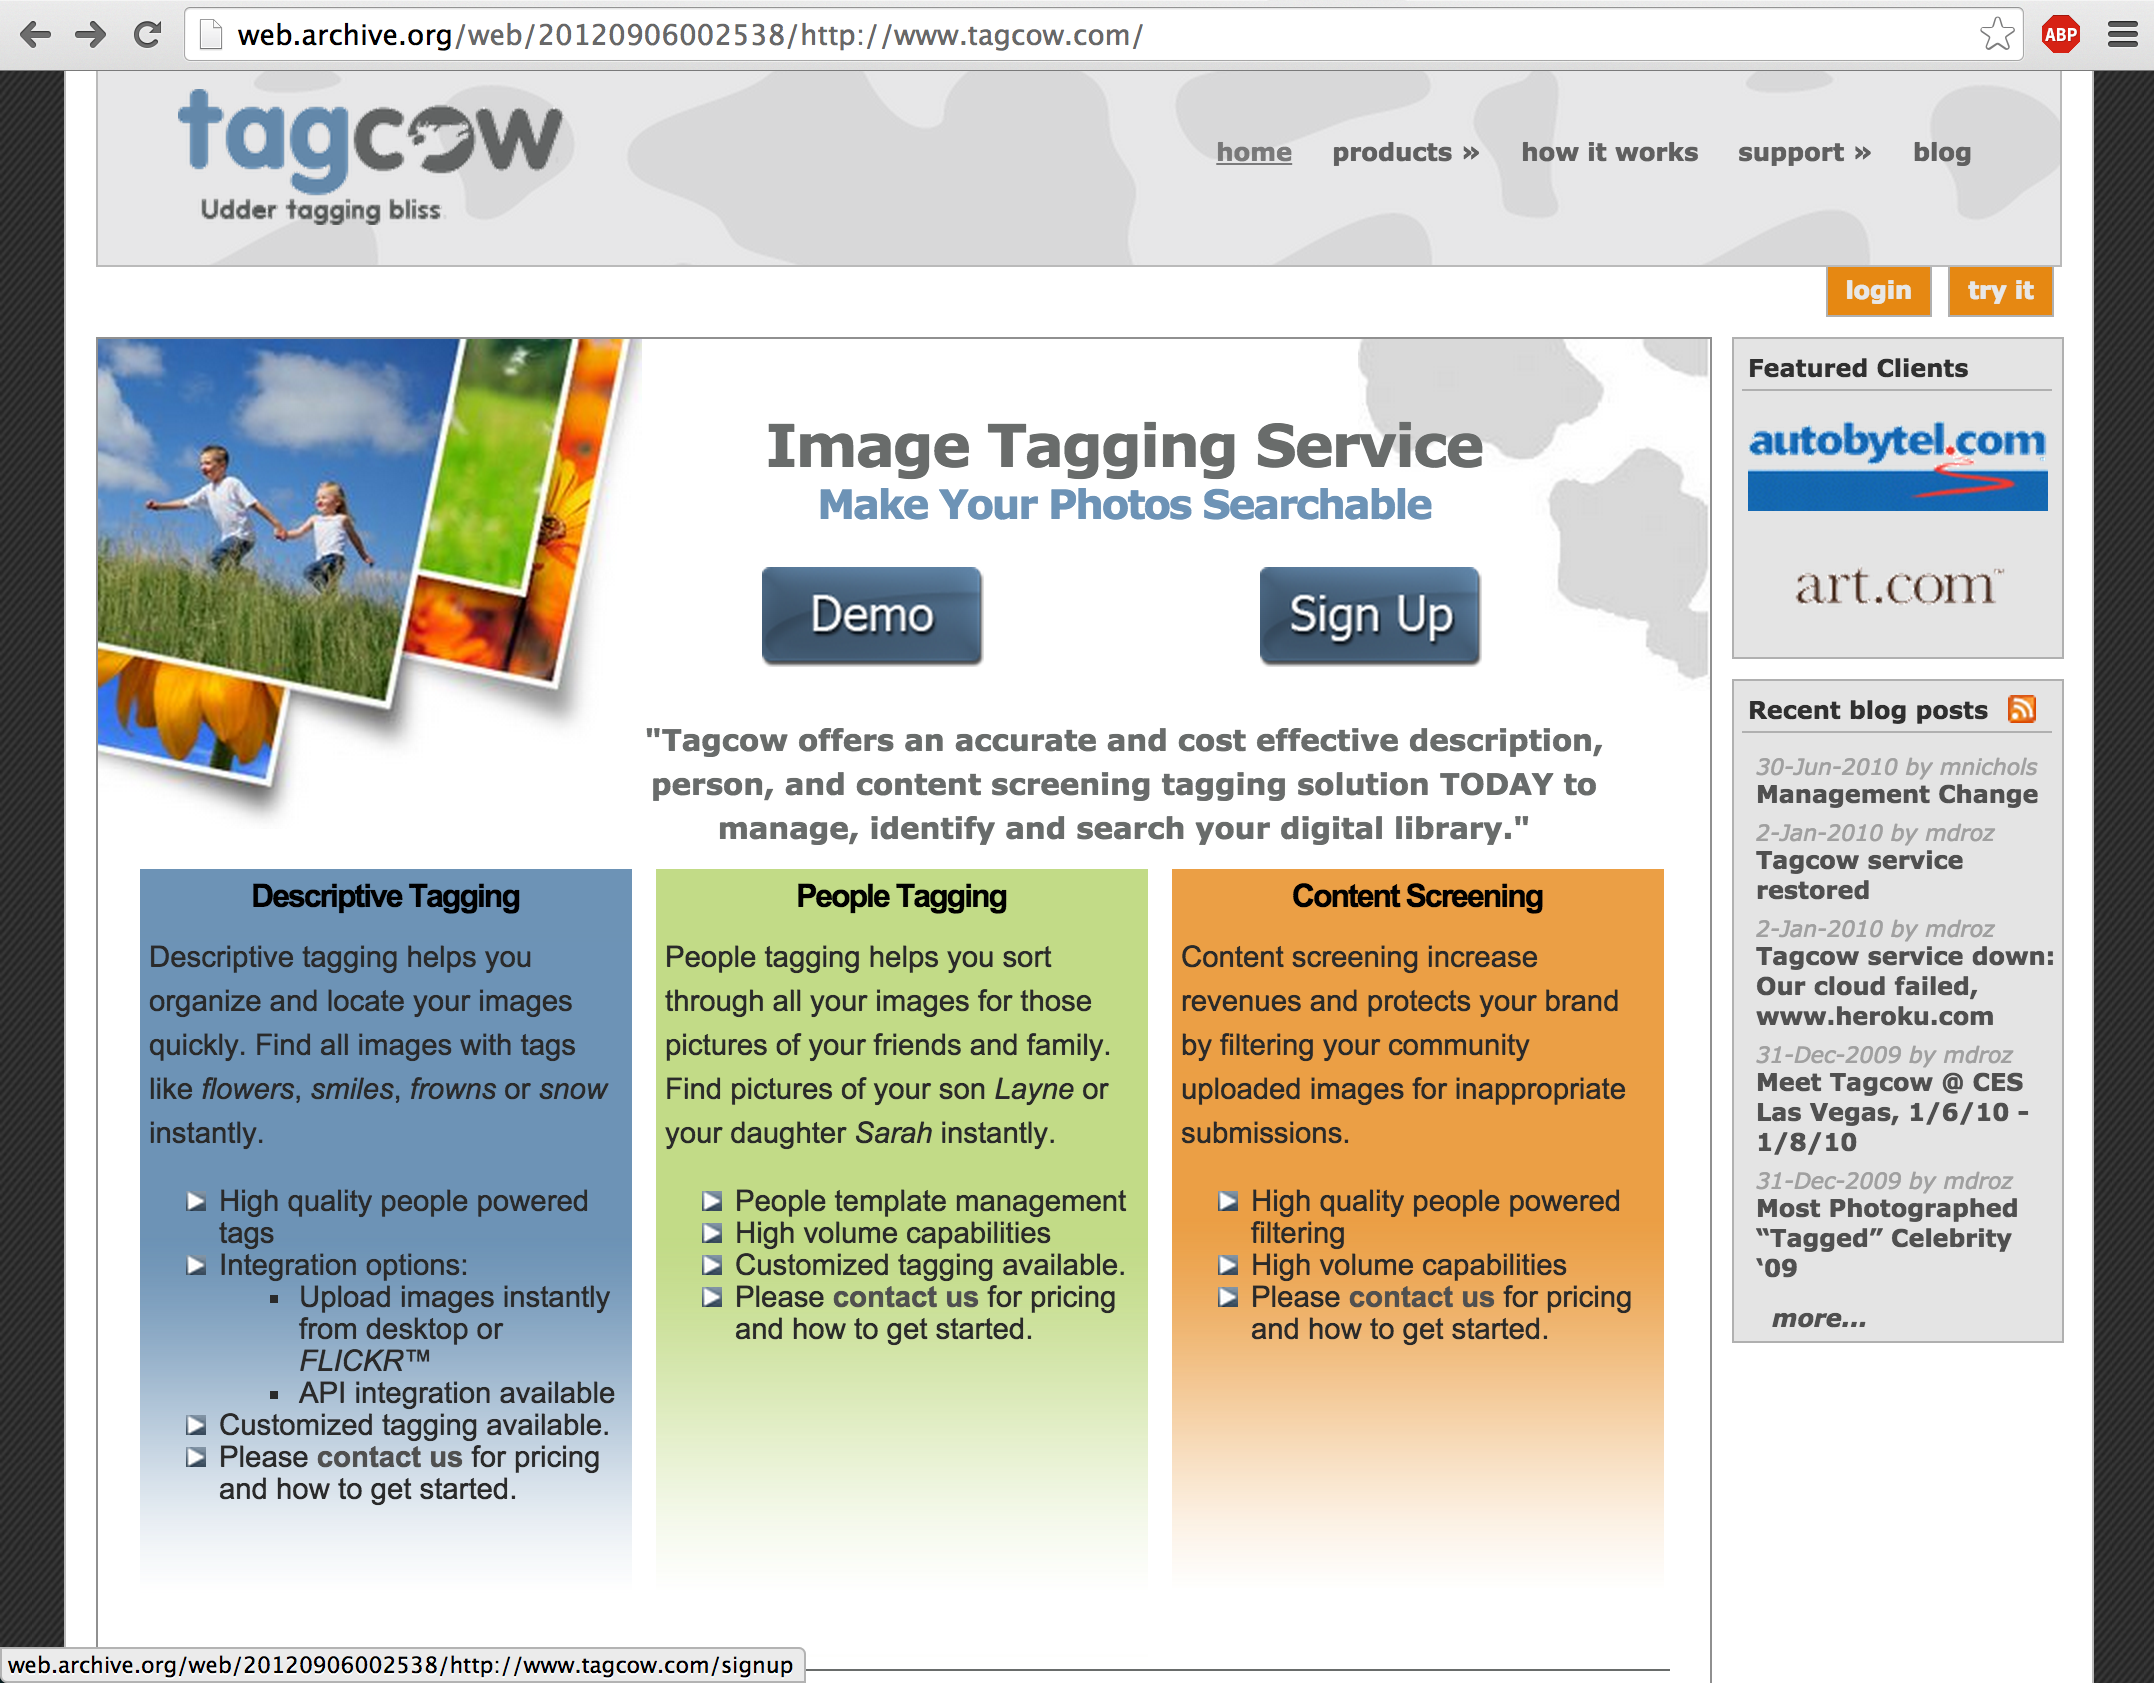 web.archive.org/web/20120906002538/http://www.tagcow.com/
ABP
tagcow
Udder tagging bliss
home products » how it works support » blog
login try it
Image Tagging Service
Make Your Photos Searchable
Demo Sign Up
"Tagcow offers an accurate and cost effective description,
person, and content screening tagging solution TODAY to
manage, identify and search your digital library."
Descriptive Tagging
Descriptive tagging helps you
organize and locate your images
quickly. Find all images with tags
like flowers, smiles, frowns or snow
instantly.
High quality people powered
tags
Integration options:
Upload images instantly
from desktop or
FLICKR™
API integration available
Customized tagging available.
Please contact us for pricing
and how to get started.
People Tagging
People tagging helps you sort
through all your images for those
pictures of your friends and family.
Find pictures of your son Layne or
your daughter Sarah instantly.
People template management
High volume capabilities
Customized tagging available.
Please contact us for pricing
and how to get started.
Content Screening
Content screening increase
revenues and protects your brand
by filtering your community
uploaded images for inappropriate
submissions.
High quality people powered
filtering
High volume capabilities
Please contact us for pricing
and how to get started.
Featured Clients
autobytel.com
art.com™
Recent blog posts
30-Jun-2010 by mnichols
Management Change
2-Jan-2010 by mdroz
Tagcow service
restored
2-Jan-2010 by mdroz
Tagcow service down:
Our cloud failed,
www.heroku.com
31-Dec-2009 by mdroz
Meet Tagcow @ CES
Las Vegas, 1/6/10 -
1/8/10
31-Dec-2009 by mdroz
Most Photographed
“Tagged” Celebrity
‘09
more...
web.archive.org/web/20120906002538/http://www.tagcow.com/signup